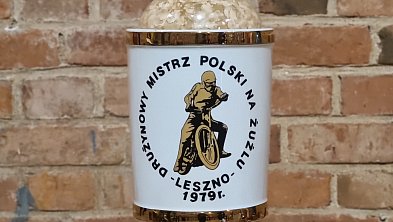 DRUŻYNOWY MISTRZ POLSKI NA ŻUŻLU
-LESZNO-
1979r.